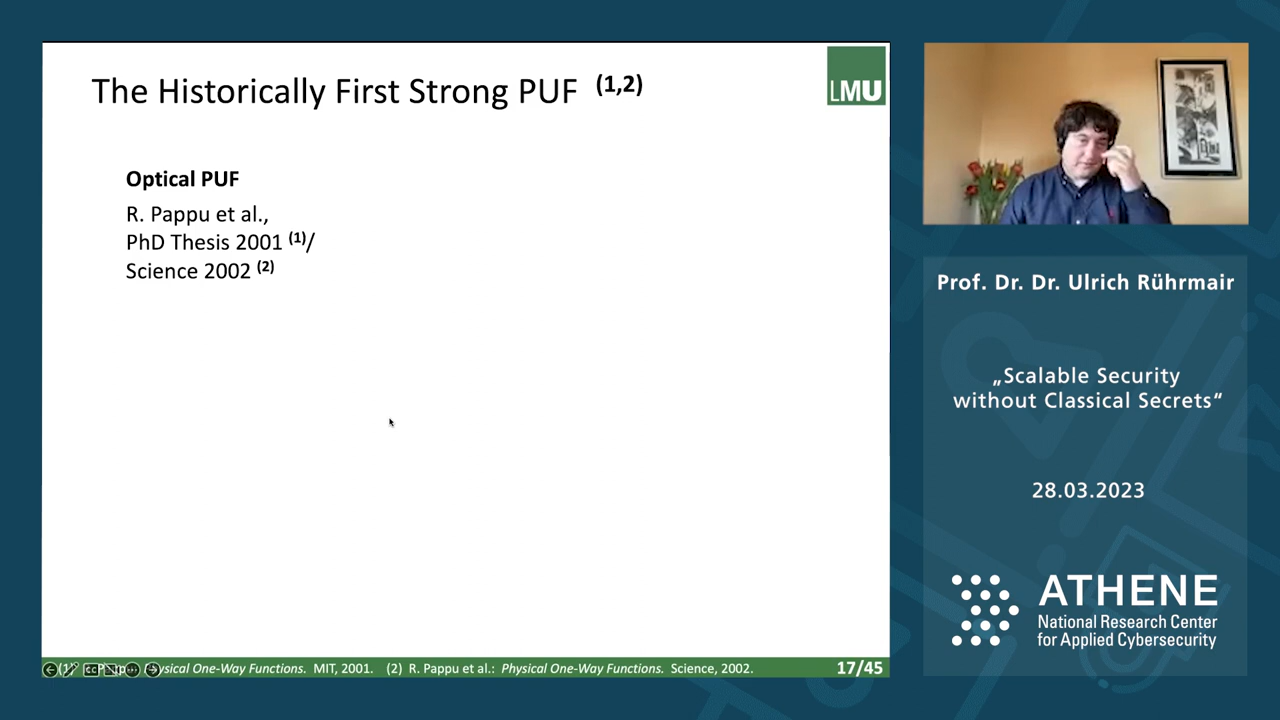 The Historically First Strong PUF (1,2)
LMU
Optical PUF
R. Pappu et al.,
PhD Thesis 2001 (1)/
Science 2002 (2)
(1) Physical One-Way Functions. MIT, 2001. (2) R. Pappu et al.: Physical One-Way Functions. Science, 2002.
17/45
Prof. Dr. Dr. Ulrich Rührmair
„Scalable Security
without Classical Secrets“
28.03.2023
ATHENE
National Research Center
for Applied Cybersecurity